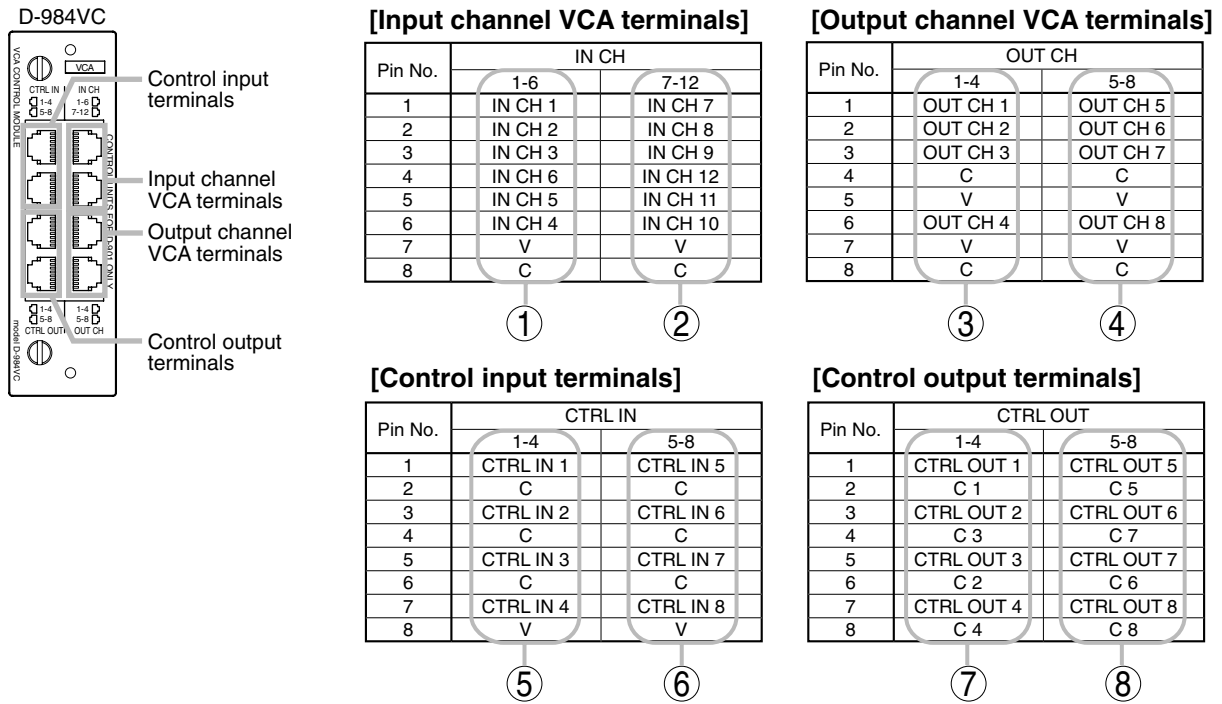 D-984VC
VCA CONTROL MODULE
VCA
CTRL IN IN CH
1-4 1-6
5-8 7-12
CONTROL UNITS FOR D-901 ONLY
1-4 1-4
5-8 5-8
CTRL OUT OUT CH
model D-984VC
Control input
terminals
Input channel
VCA terminals
Output channel
VCA terminals
Control output
terminals
[Input channel VCA terminals]
Pin No. IN CH
1-6 7-12
1 IN CH 1 IN CH 7
2 IN CH 2 IN CH 8
3 IN CH 3 IN CH 9
4 IN CH 6 IN CH 12
5 IN CH 5 IN CH 11
6 IN CH 4 IN CH 10
7 V V
8 C C
① ②
[Output channel VCA terminals]
Pin No. OUT CH
1-4 5-8
1 OUT CH 1 OUT CH 5
2 OUT CH 2 OUT CH 6
3 OUT CH 3 OUT CH 7
4 C C
5 V V
6 OUT CH 4 OUT CH 8
7 V V
8 C C
③ ④
[Control input terminals]
Pin No. CTRL IN
1-4 5-8
1 CTRL IN 1 CTRL IN 5
2 C C
3 CTRL IN 2 CTRL IN 6
4 C C
5 CTRL IN 3 CTRL IN 7
6 C C
7 CTRL IN 4 CTRL IN 8
8 V V
⑤ ⑥
[Control output terminals]
Pin No. CTRL OUT
1-4 5-8
1 CTRL OUT 1 CTRL OUT 5
2 C 1 C 5
3 CTRL OUT 2 CTRL OUT 6
4 C 3 C 7
5 CTRL OUT 3 CTRL OUT 7
6 C 2 C 6
7 CTRL OUT 4 CTRL OUT 8
8 C 4 C 8
⑦ ⑧